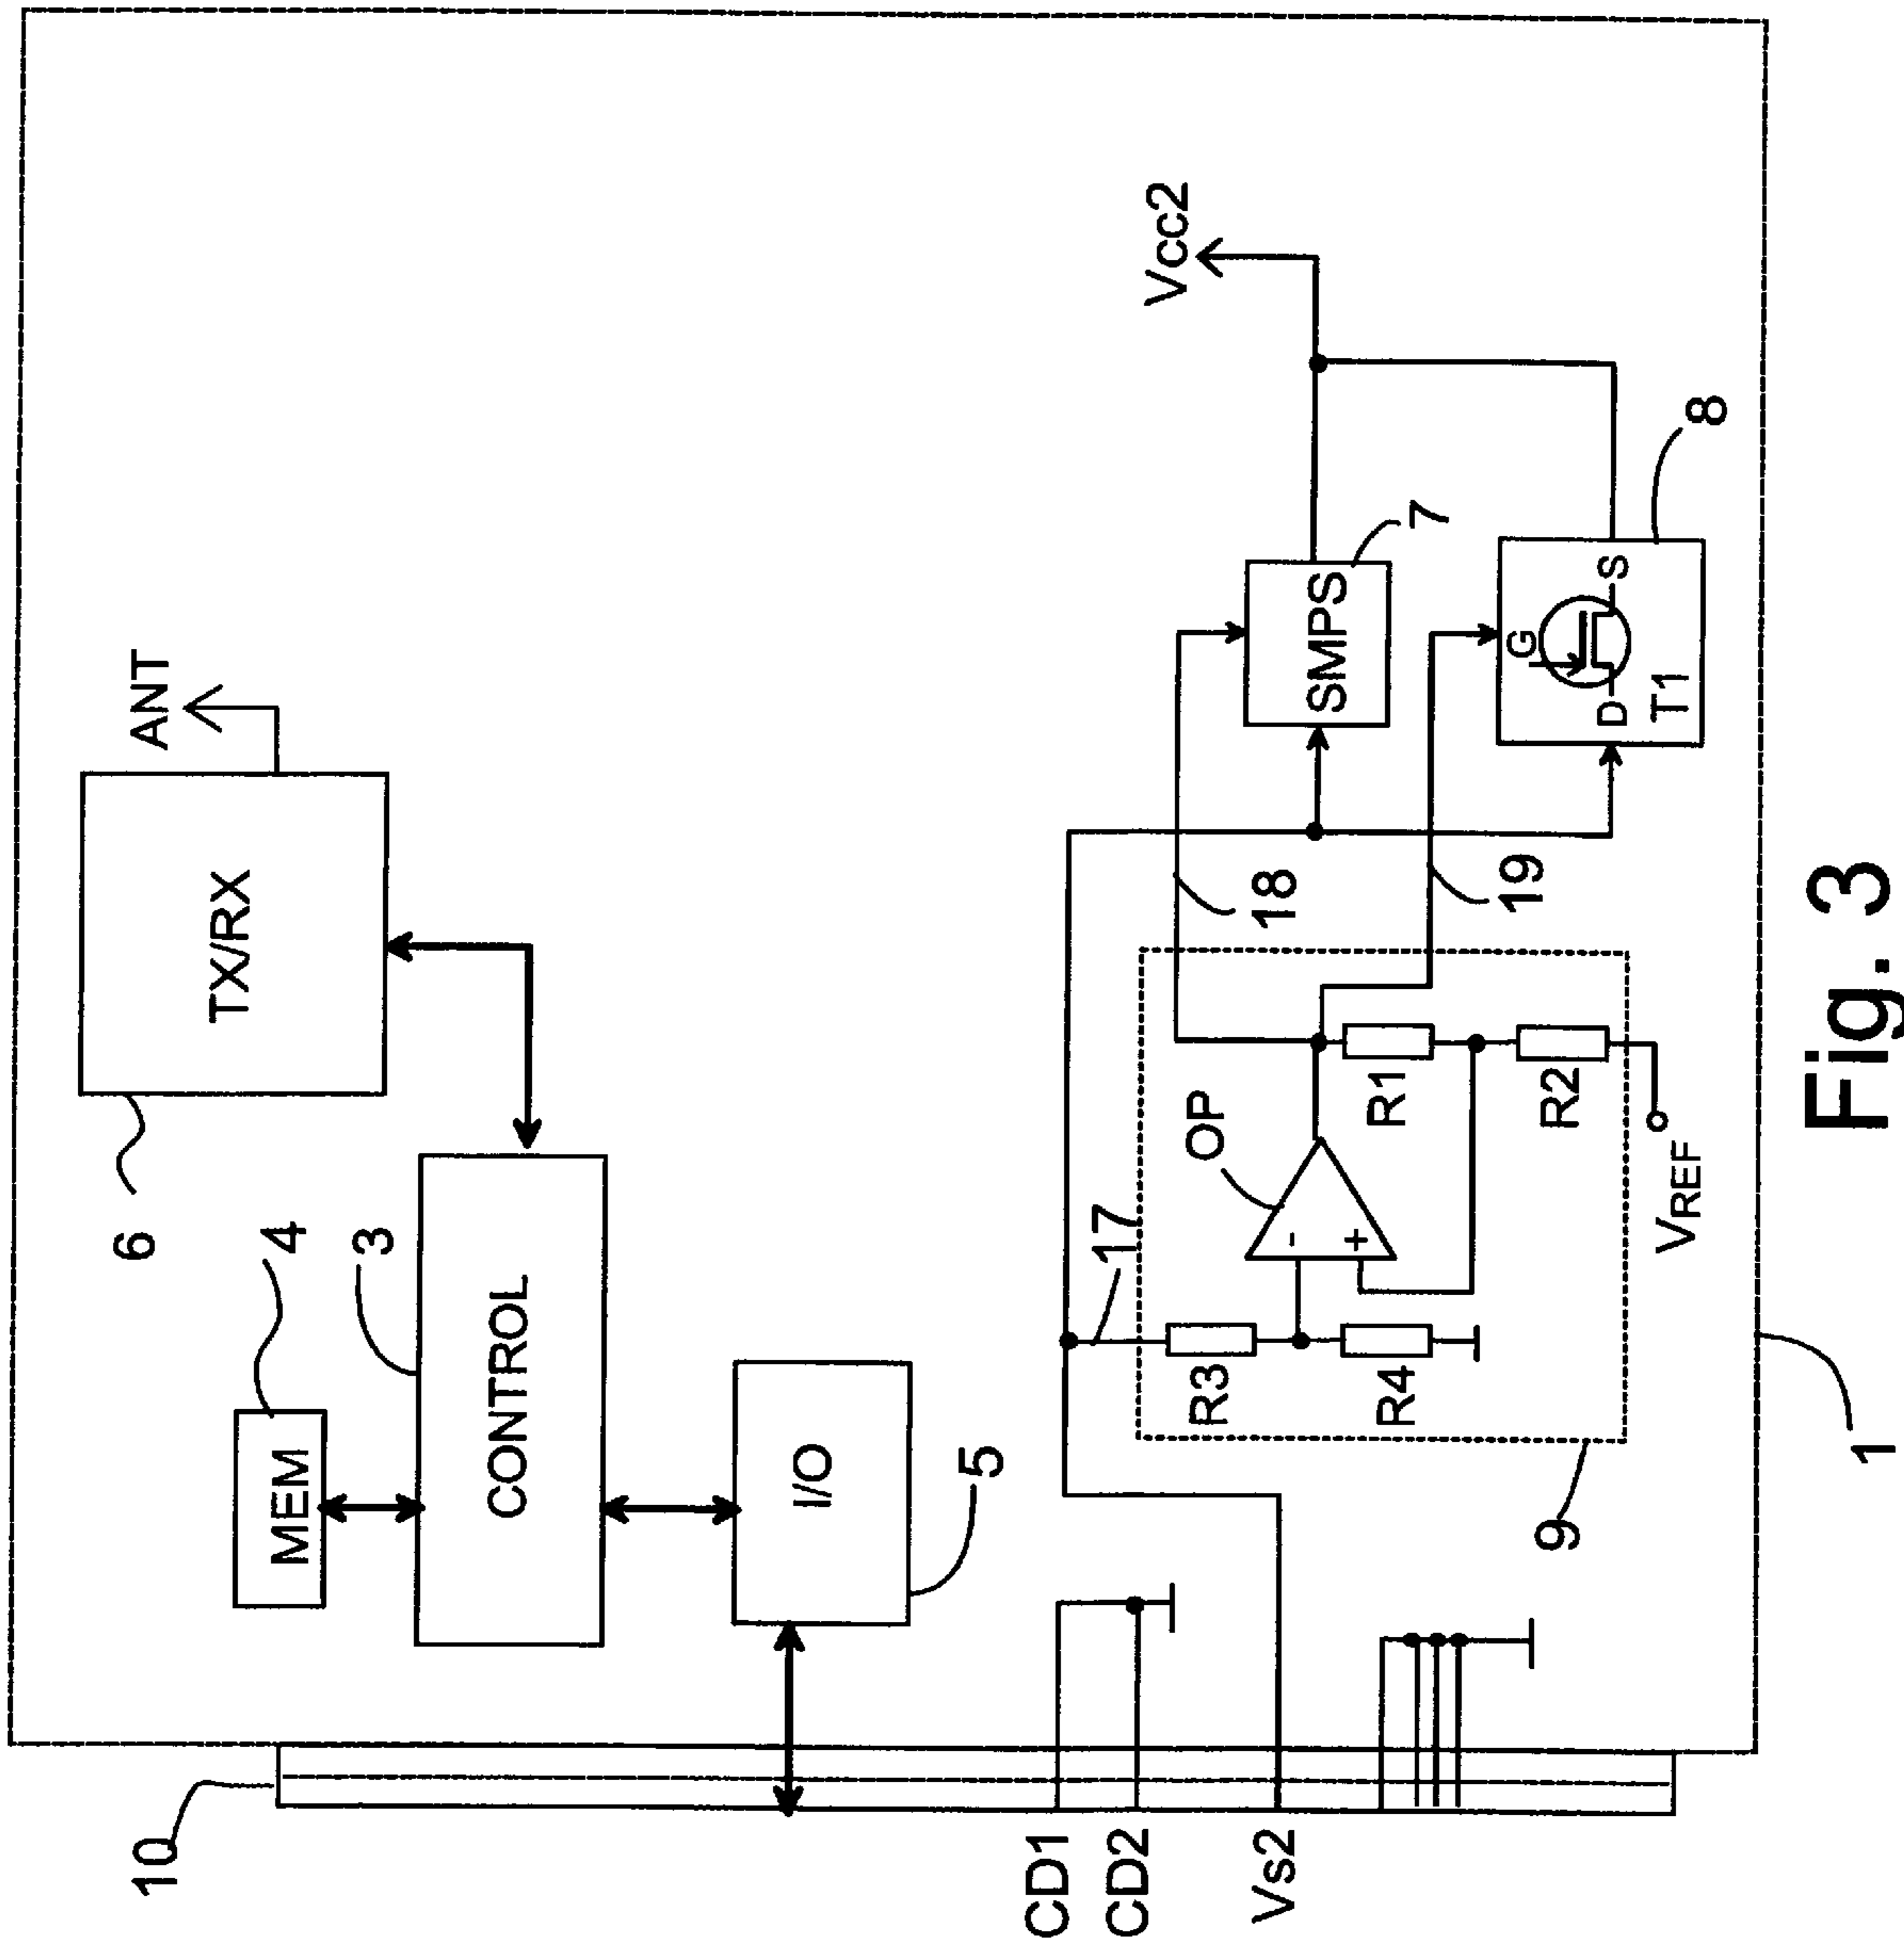 10
6
TX/RX
ANT
4
MEM
3
CONTROL
I/O
5
CD1
CD2
Vs2
17
18
19
OP
-
+
R3
R4
R1
R2
VREF
9
SMPS
7
G
D
S
T1
8
Vcc2
1
Fig. 3